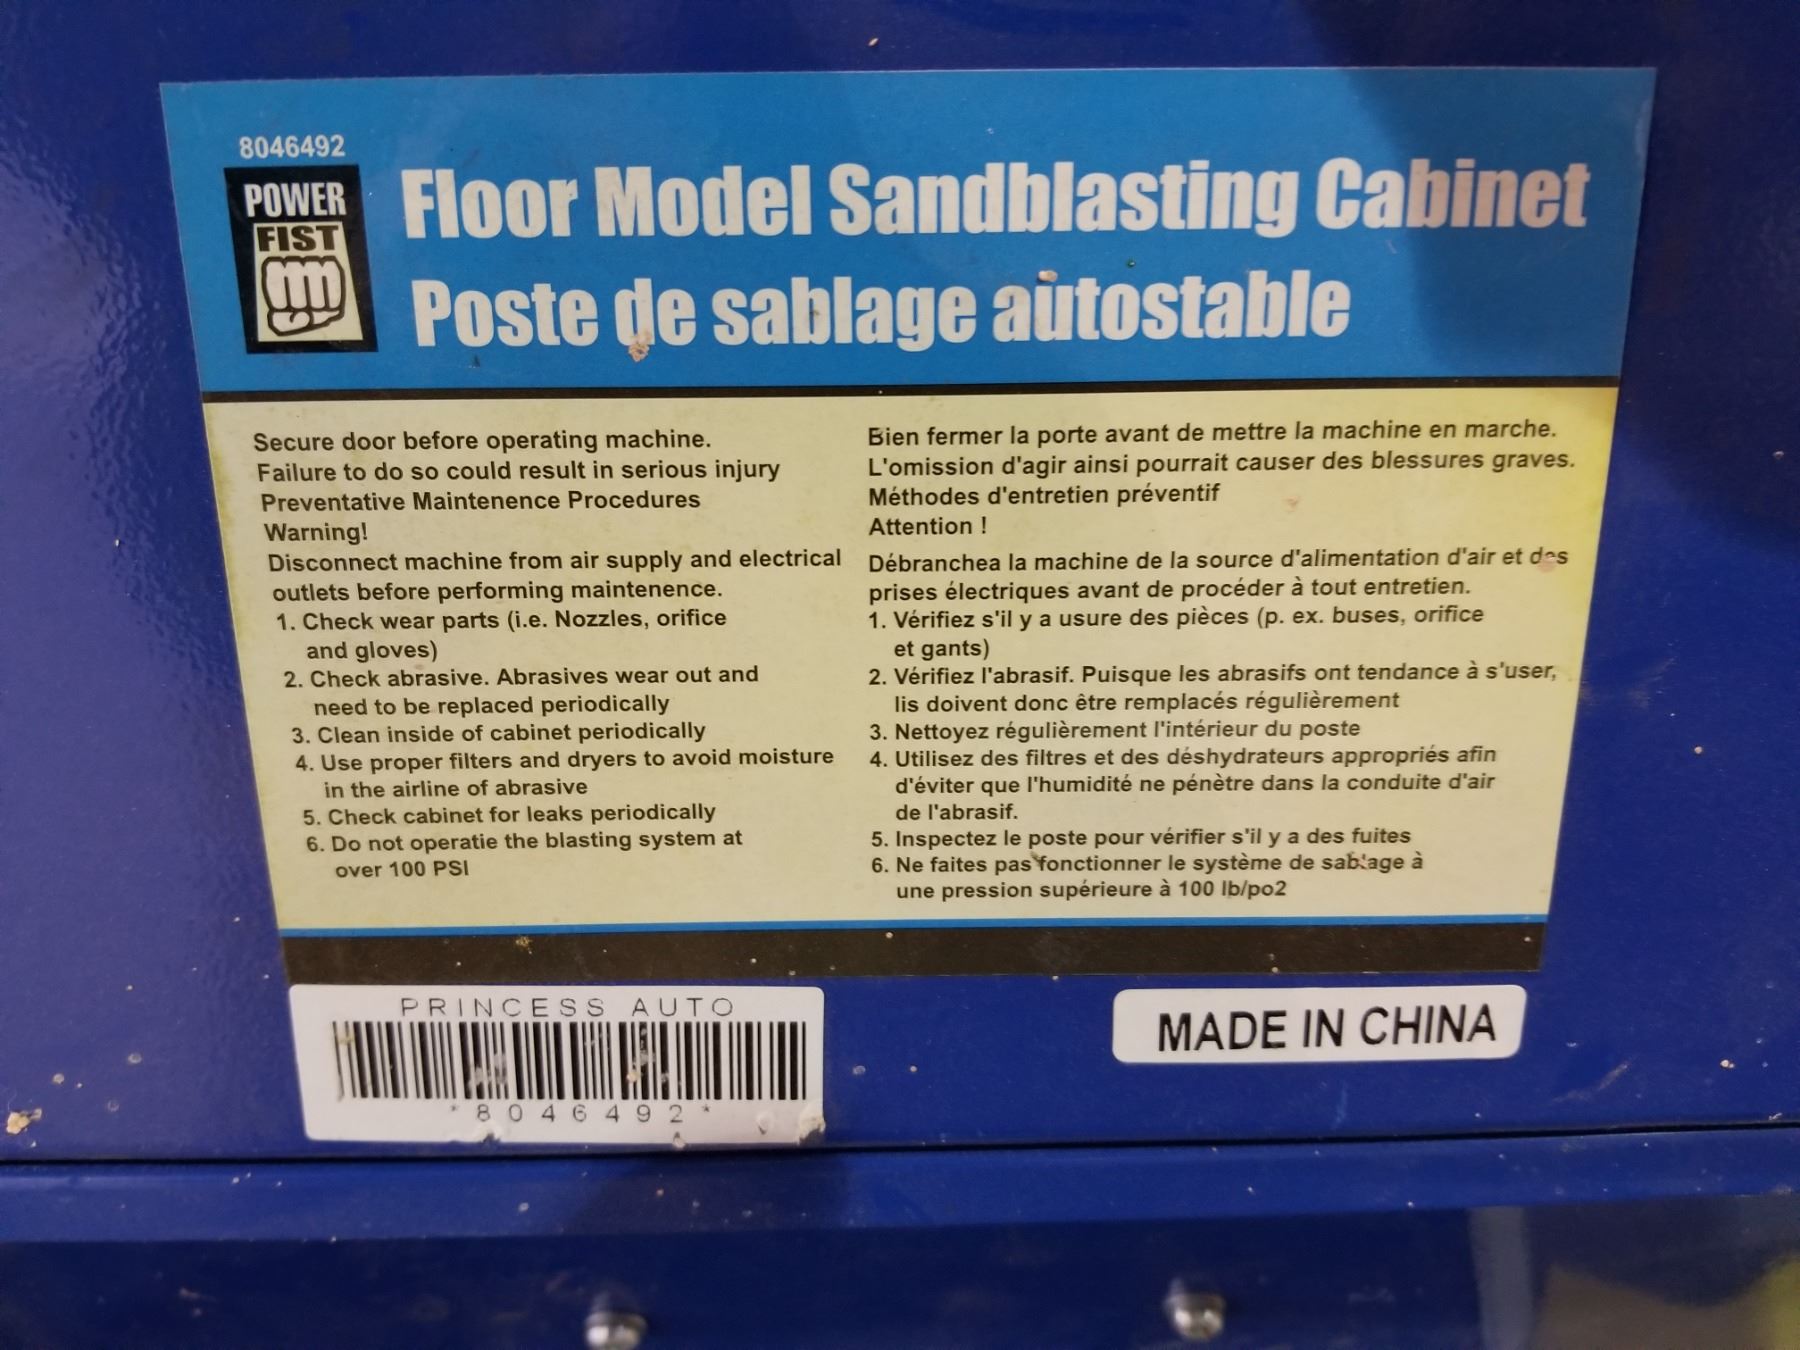 8046492
POWER
FIST
Floor Model Sandblasting Cabinet
Poste de sablage autostable
Secure door before operating machine.
Failure to do so could result in serious injury
Preventative Maintenence Procedures
Warning!
Disconnect machine from air supply and electrical
outlets before performing maintenence.
1. Check wear parts (i.e. Nozzles, orifice
and gloves)
2. Check abrasive. Abrasives wear out and
need to be replaced periodically
3. Clean inside of cabinet periodically
4. Use proper filters and dryers to avoid moisture
in the airline of abrasive
5. Check cabinet for leaks periodically
6. Do not operatie the blasting system at
over 100 PSI
Bien fermer la porte avant de mettre la machine en marche.
L'omission d'agir ainsi pourrait causer des blessures graves.
Méthodes d'entretien préventif
Attention !
Débranchea la machine de la source d'alimentation d'air et des
prises électriques avant de procéder à tout entretien.
1. Vérifiez s'il y a usure des pièces (p. ex. buses, orifice
et gants)
2. Vérifiez l'abrasif. Puisque les abrasifs ont tendance à s'user,
lis doivent donc être remplacés régulièrement
3. Nettoyez régulièrement l'intérieur du poste
4. Utilisez des filtres et des déshydrateurs appropriés afin
d'éviter que l'humidité ne pénètre dans la conduite d'air
de l'abrasif.
5. Inspectez le poste pour vérifier s'il y a des fuites
6. Ne faites pas fonctionner le système de sablage à
une pression supérieure à 100 lb/po2
PRINCESS AUTO
*8046492*
MADE IN CHINA